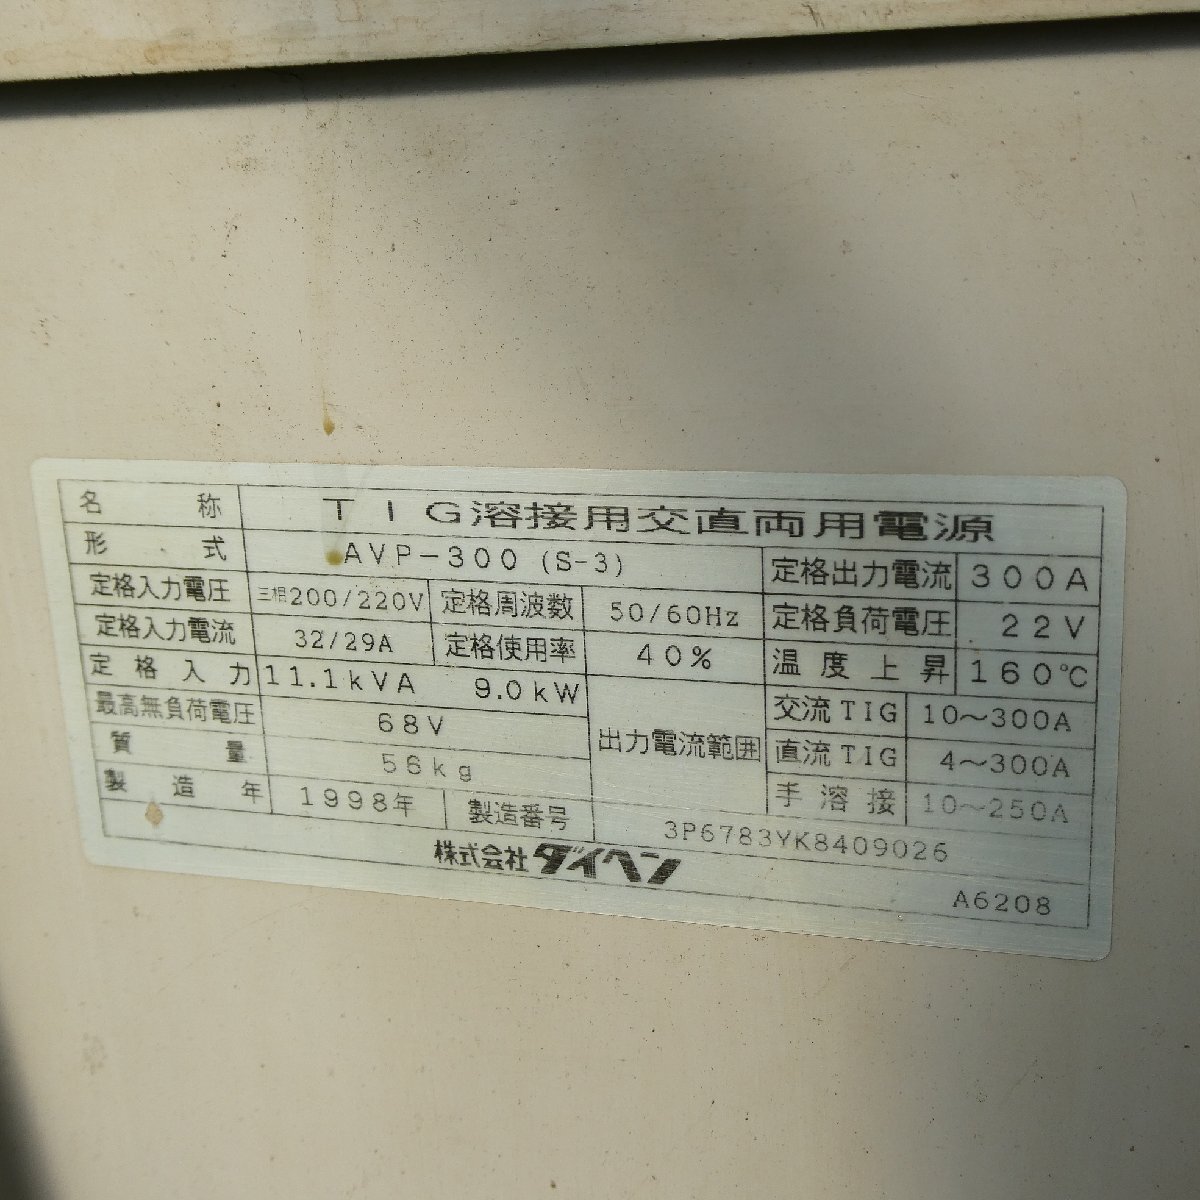 名称 TIG溶接用交直両用電源
形式 AVP-300 (S-3) 定格出力電流 300A
定格入力電圧 三相200/220V 定格周波数 50/60Hz 定格負荷電圧 22V
定格入力電流 32/29A 定格使用率 40% 温度上昇 160℃
定格入力 11.1kVA 9.0kW 出力電流範囲 交流TIG 10~300A
最高無負荷電圧 68V 直流TIG 4~300A
質量 56kg 手溶接 10~250A
製造年 1998年 製造番号 3P6783YK8409026
株式会社ダイヘン A6208